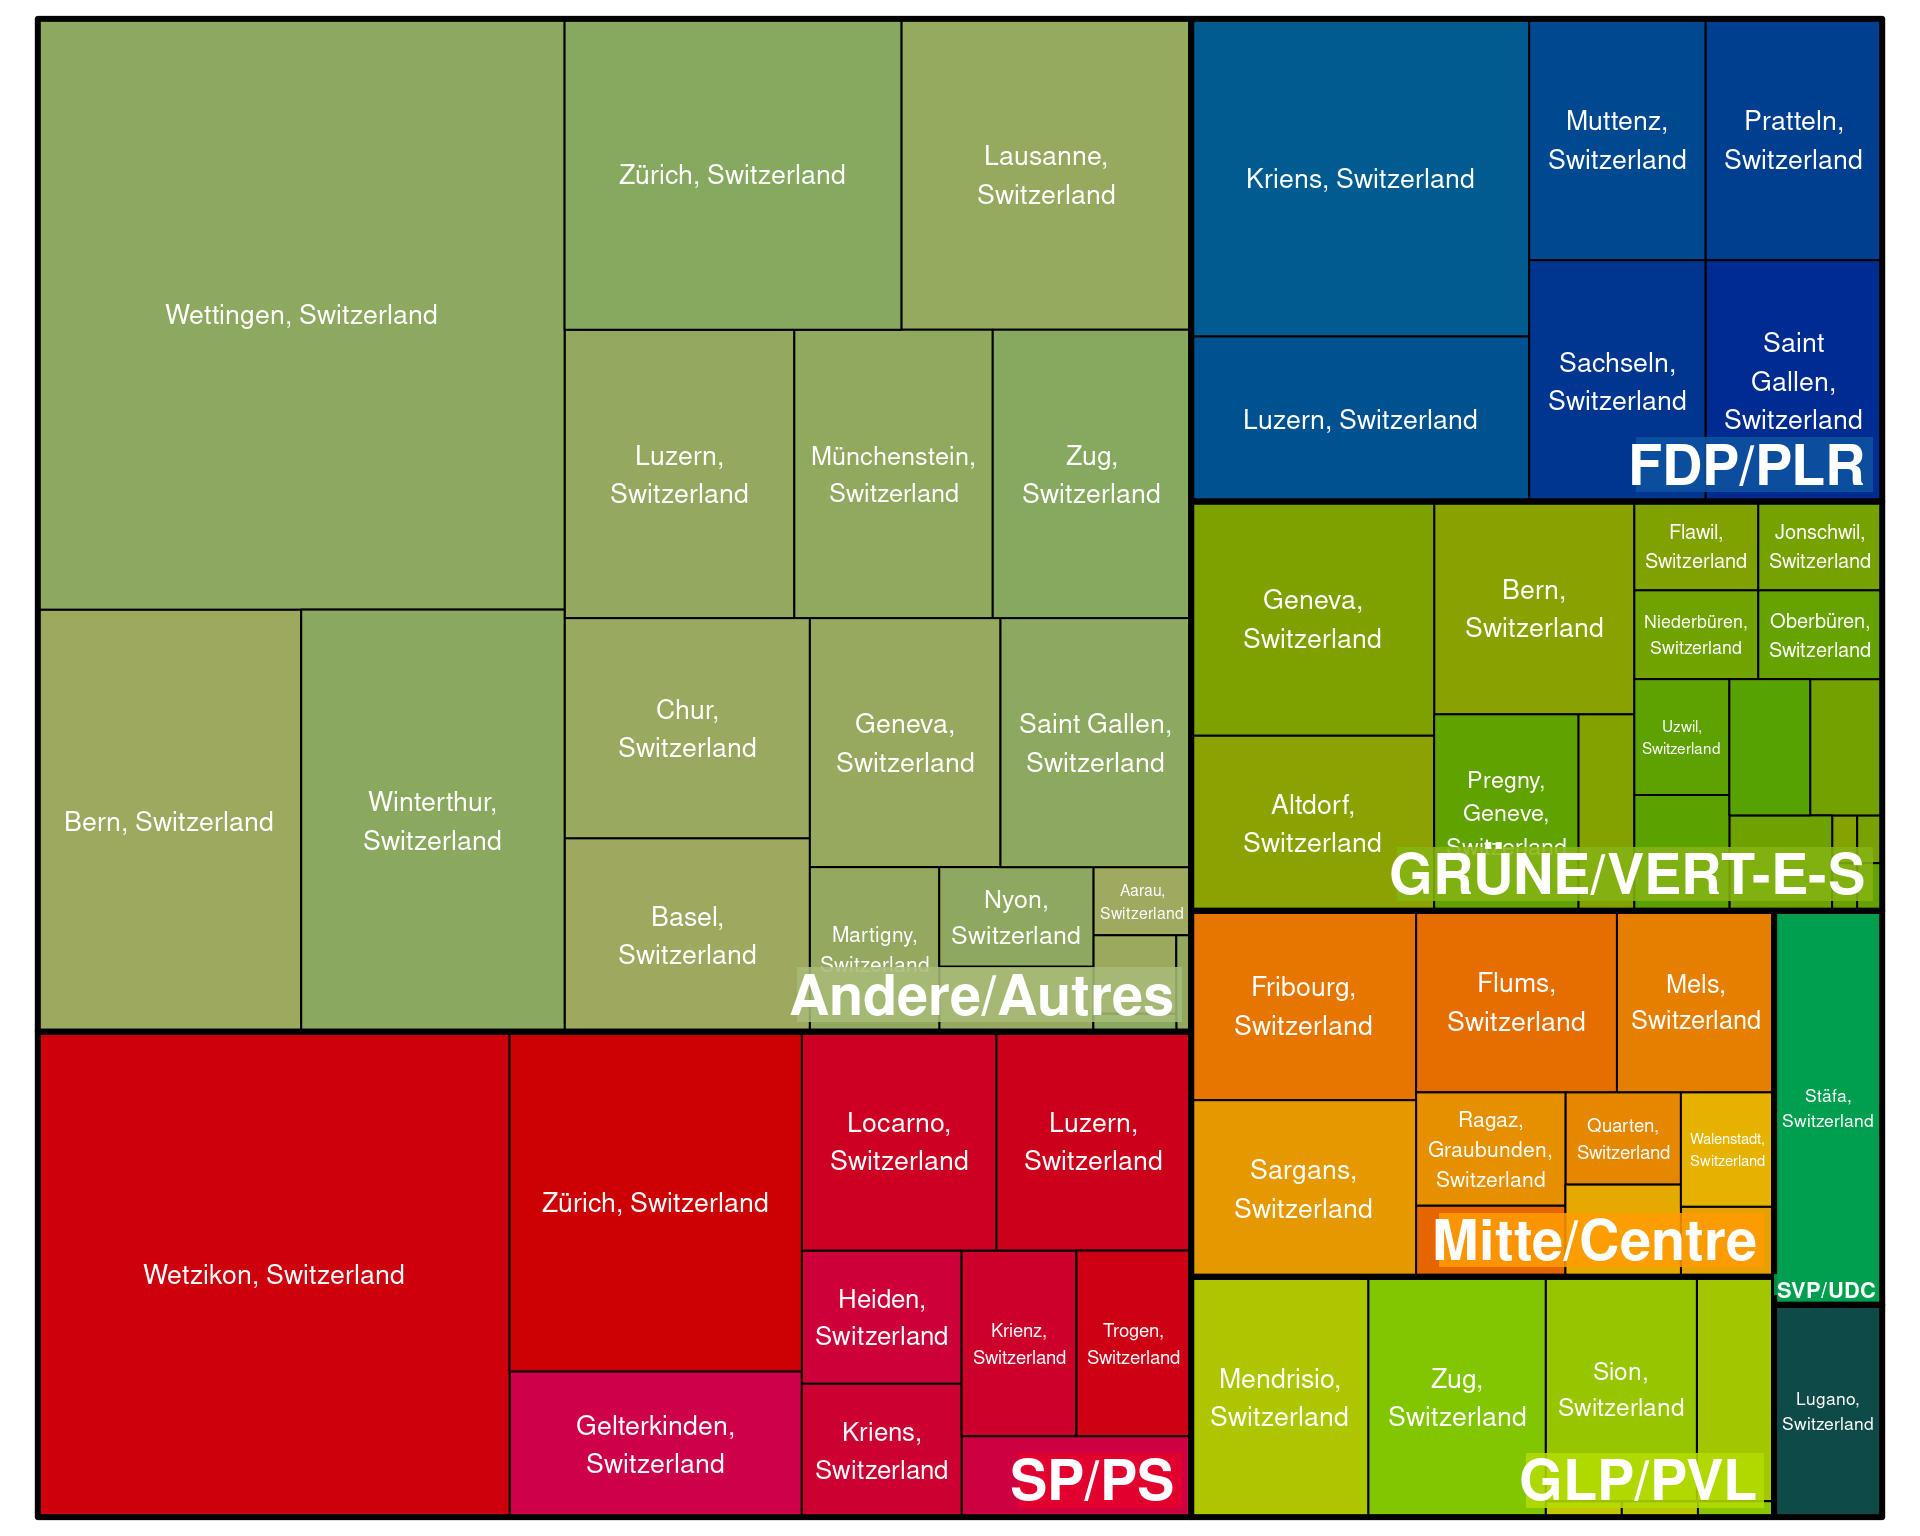 Wettingen, Switzerland
Zürich, Switzerland
Lausanne,
Switzerland
Luzern,
Switzerland
Münchenstein,
Switzerland
Zug,
Switzerland
Bern, Switzerland
Winterthur,
Switzerland
Chur,
Switzerland
Geneva,
Switzerland
Saint Gallen,
Switzerland
Basel,
Switzerland
Martigny,
Switzerland
Nyon,
Switzerland
Aarau,
Switzerland
Andere/Autres
Kriens, Switzerland
Muttenz,
Switzerland
Pratteln,
Switzerland
Luzern, Switzerland
Sachseln,
Switzerland
Saint
Gallen,
Switzerland
FDP/PLR
Geneva,
Switzerland
Bern,
Switzerland
Flawil,
Switzerland
Jonschwil,
Switzerland
Niederbüren,
Switzerland
Oberbüren,
Switzerland
Uzwil,
Switzerland
Altdorf,
Switzerland
Pregny,
Geneve,
Switzerland
GRÜNE/VERT-E-S
Wetzikon, Switzerland
Zürich, Switzerland
Locarno,
Switzerland
Luzern,
Switzerland
Gelterkinden,
Switzerland
Heiden,
Switzerland
Krienz,
Switzerland
Trogen,
Switzerland
Kriens,
Switzerland
SP/PS
Fribourg,
Switzerland
Flums,
Switzerland
Mels,
Switzerland
Sargans,
Switzerland
Ragaz,
Graubunden,
Switzerland
Quarten,
Switzerland
Walenstadt,
Switzerland
Mitte/Centre
Stäfa,
Switzerland
SVP/UDC
Mendrisio,
Switzerland
Zug,
Switzerland
Sion,
Switzerland
GLP/PVL
Lugano,
Switzerland